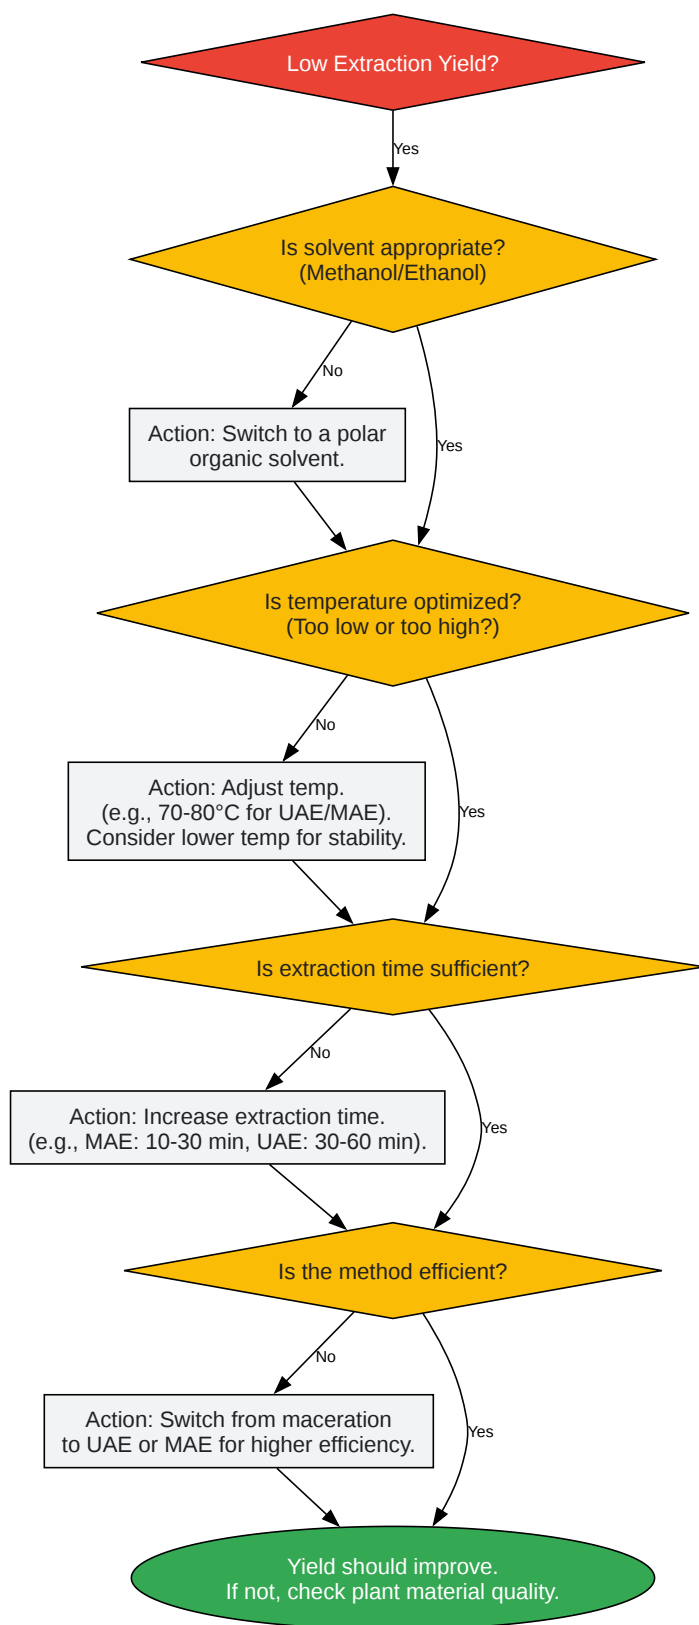 Low Extraction Yield?
Yes
Is solvent appropriate?
(Methanol/Ethanol)
No
Action: Switch to a polar
organic solvent.
Yes
Is temperature optimized?
(Too low or too high?)
No
Action: Adjust temp.
(e.g., 70-80°C for UAE/MAE).
Consider lower temp for stability.
Yes
Is extraction time sufficient?
No
Action: Increase extraction time.
(e.g., MAE: 10-30 min, UAE: 30-60 min).
Yes
Is the method efficient?
No
Action: Switch from maceration
to UAE or MAE for higher efficiency.
Yes
Yield should improve.
If not, check plant material quality.